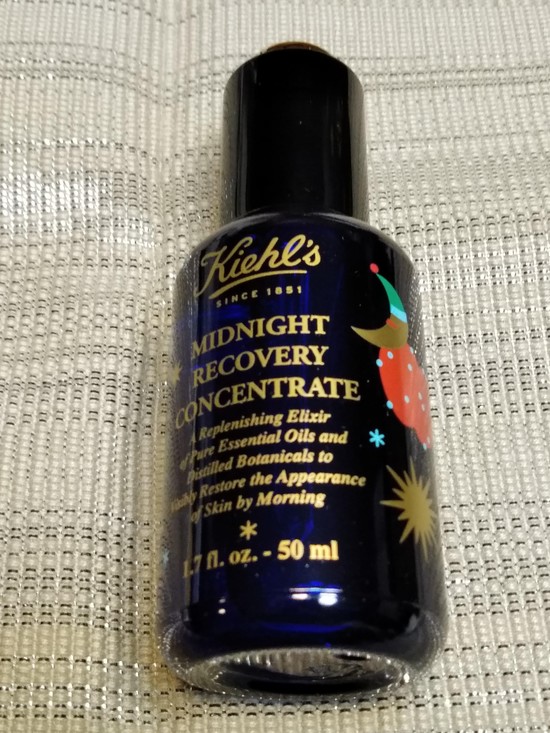 Kiehl's
SINCE 1851
MIDNIGHT
RECOVERY
CONCENTRATE
A Replenishing Elixir
of Pure Essential Oils and
Distilled Botanicals to
Visibly Restore the Appearance
of Skin by Morning
1.7 fl. oz. - 50 ml